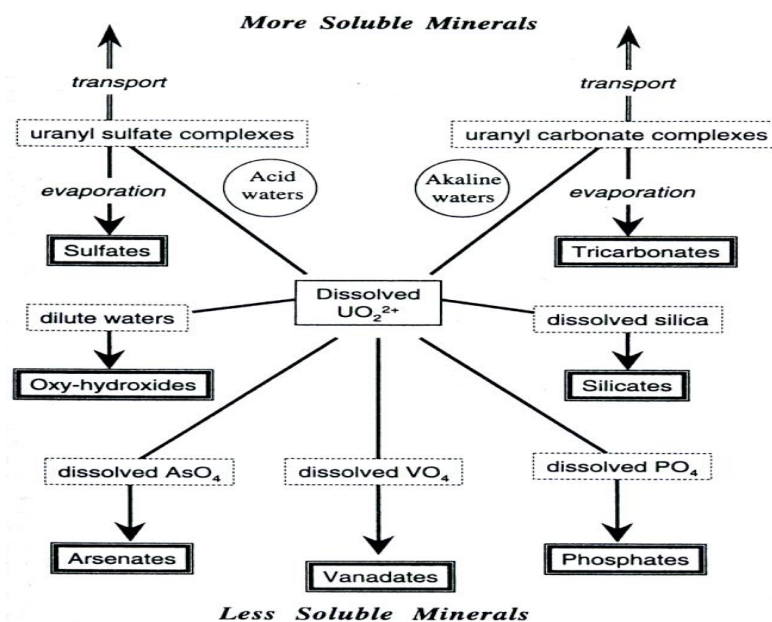 More Soluble Minerals
transport
transport
uranyl sulfate complexes
uranyl carbonate complexes
Acid
waters
Akaline
waters
evaporation
evaporation
Sulfates
Tricarbonates
Dissolved
UO₂²⁺
dilute waters
dissolved silica
Oxy-hydroxides
Silicates
dissolved AsO₄
dissolved VO₄
dissolved PO₄
Arsenates
Vanadates
Phosphates
Less Soluble Minerals